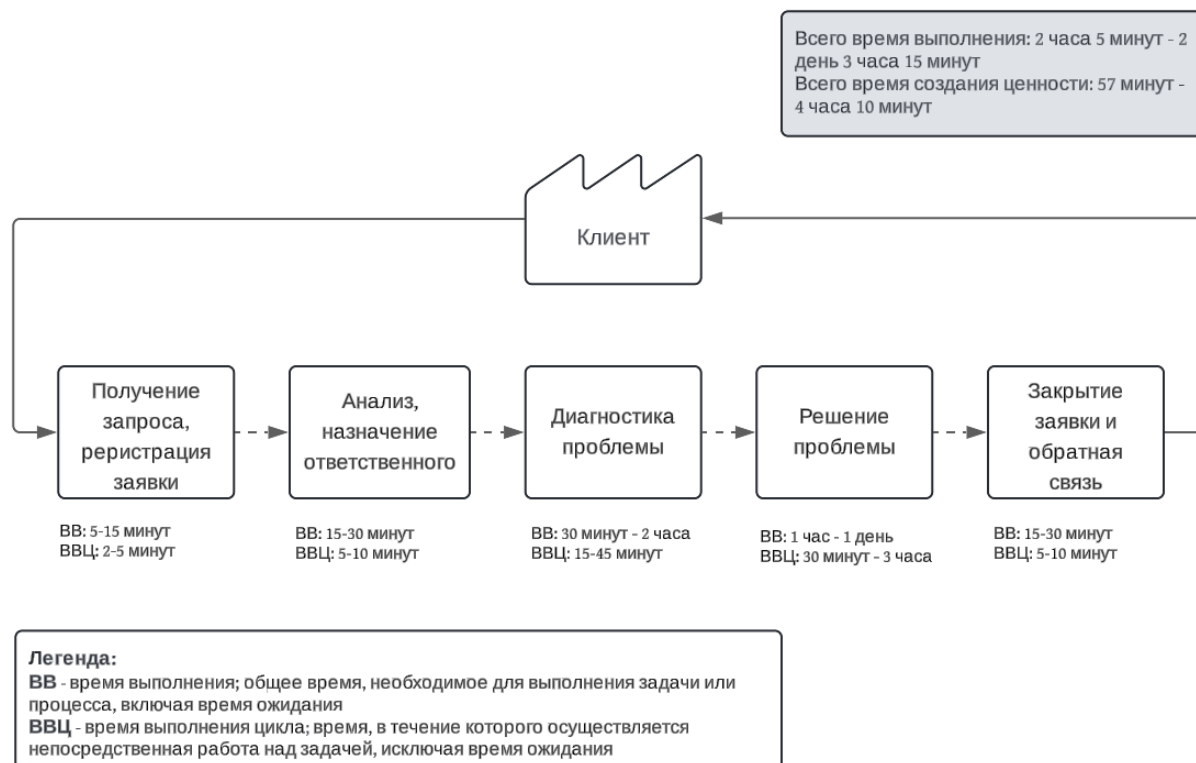 Всего время выполнения: 2 часа 5 минут - 2
день 3 часа 15 минут
Всего время создания ценности: 57 минут -
4 часа 10 минут
Клиент
Получение
запроса,
реристрация
заявки
Анализ,
назначение
ответственного
Диагностика
проблемы
Решение
проблемы
Закрытие
заявки и
обратная
связь
ВВ: 5-15 минут
ВВЦ: 2-5 минут
ВВ: 15-30 минут
ВВЦ: 5-10 минут
ВВ: 30 минут - 2 часа
ВВЦ: 15-45 минут
ВВ: 1 час - 1 день
ВВЦ: 30 минут - 3 часа
ВВ: 15-30 минут
ВВЦ: 5-10 минут
Легенда:
ВВ - время выполнения; общее время, необходимое для выполнения задачи или
процесса, включая время ожидания
ВВЦ - время выполнения цикла; время, в течение которого осуществляется
непосредственная работа над задачей, исключая время ожидания